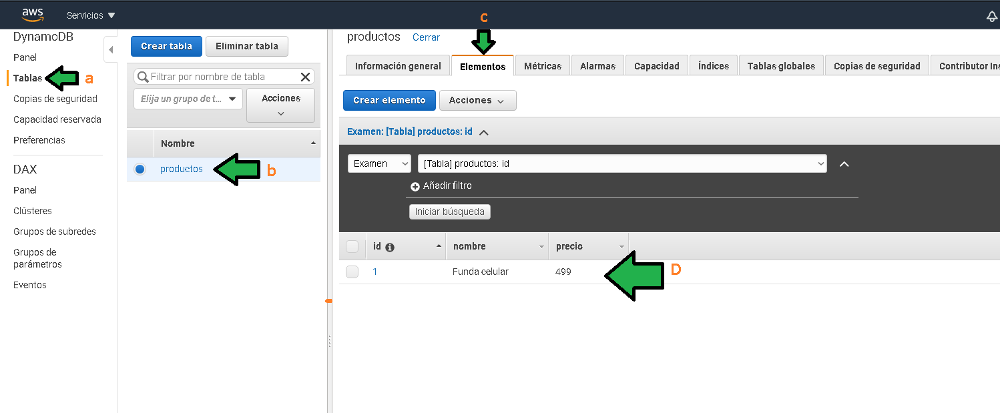 aws
Servicios
DynamoDB
Panel
Tablas
a
Copias de seguridad
Capacidad reservada
Preferencias
DAX
Panel
Clústeres
Grupos de subredes
Grupos de
parámetros
Eventos
Crear tabla
Eliminar tabla
Filtrar por nombre de tabla
Elija un grupo de t...
Acciones
Nombre
productos
b
productos Cerrar
c
Información general
Elementos
Métricas
Alarmas
Capacidad
Índices
Tablas globales
Copias de seguridad
Contributor Ins
Crear elemento
Acciones
Examen: [Tabla] productos: id
Examen
[Tabla] productos: id
Añadir filtro
Iniciar búsqueda
id nombre precio
1 Funda celular 499
D